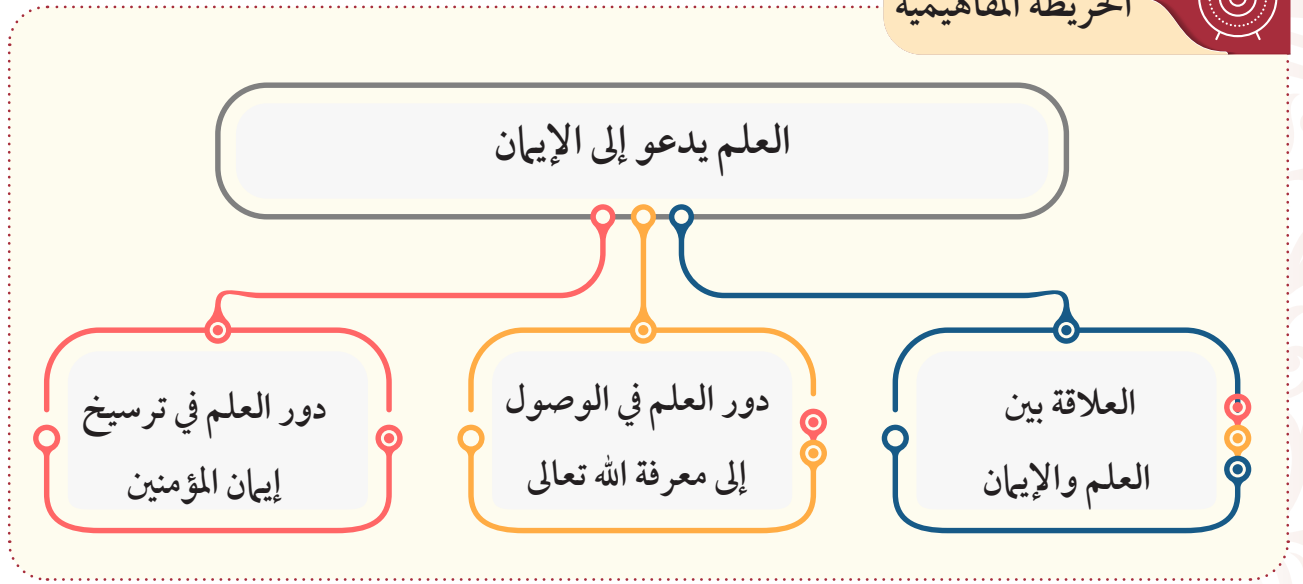 الخريطة المفاهيمية
العلم يدعو إلى الإيمان
العلاقة بين
العلم والإيمان
دور العلم في الوصول
إلى معرفة الله تعالى
دور العلم في ترسيخ
إيمان المؤمنين